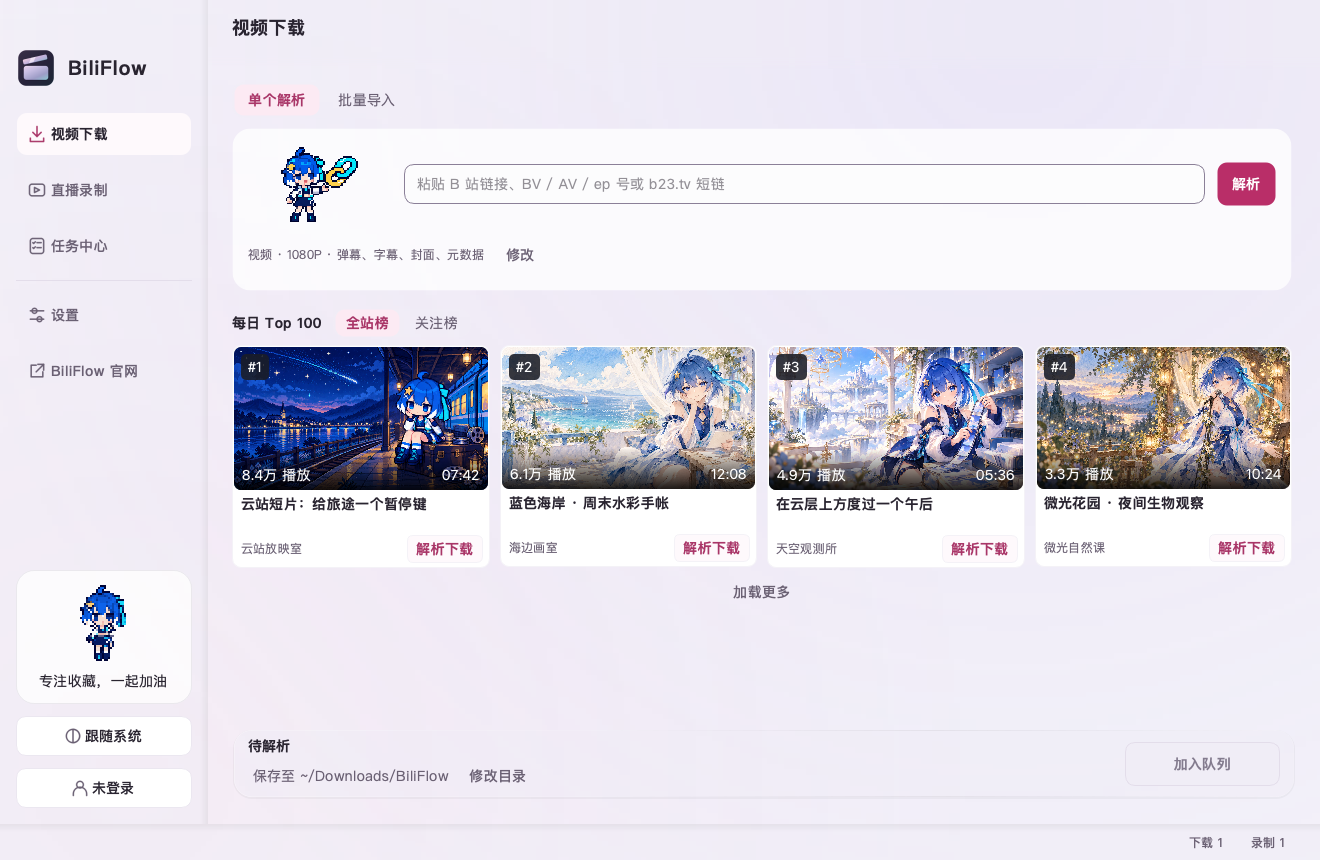 视频下载
BiliFlow
视频下载
直播录制
任务中心
设置
BiliFlow 官网
专注收藏，一起加油
跟随系统
未登录
单个解析 批量导入
粘贴 B 站链接、BV / AV / ep 号或 b23.tv 短链
解析
视频 · 1080P · 弹幕、字幕、封面、元数据 修改
每日 Top 100 全站榜 关注榜
#1
8.4万 播放 07:42
云站短片：给旅途一个暂停键
云站放映室 解析下载
#2
6.1万 播放 12:08
蓝色海岸 · 周末水彩手帐
海边画室 解析下载
#3
4.9万 播放 05:36
在云层上方度过一个午后
天空观测所 解析下载
#4
3.3万 播放 10:24
微光花园 · 夜间生物观察
微光自然课 解析下载
加载更多
待解析
保存至 ~/Downloads/BiliFlow 修改目录
加入队列
下载 1 录制 1